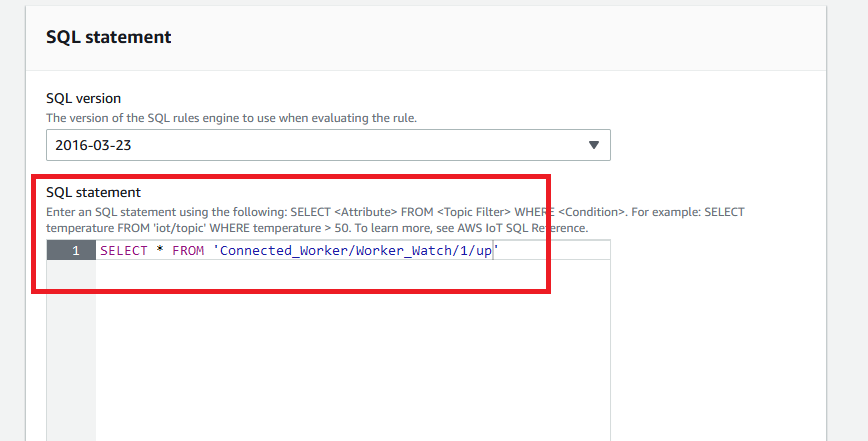 SQL statement
SQL version
The version of the SQL rules engine to use when evaluating the rule.
2016-03-23
SQL statement
Enter an SQL statement using the following: SELECT <Attribute> FROM <Topic Filter> WHERE <Condition>. For example: SELECT
temperature FROM 'iot/topic' WHERE temperature > 50. To learn more, see AWS IoT SQL Reference.
1 SELECT * FROM 'Connected_Worker/Worker_Watch/1/up'